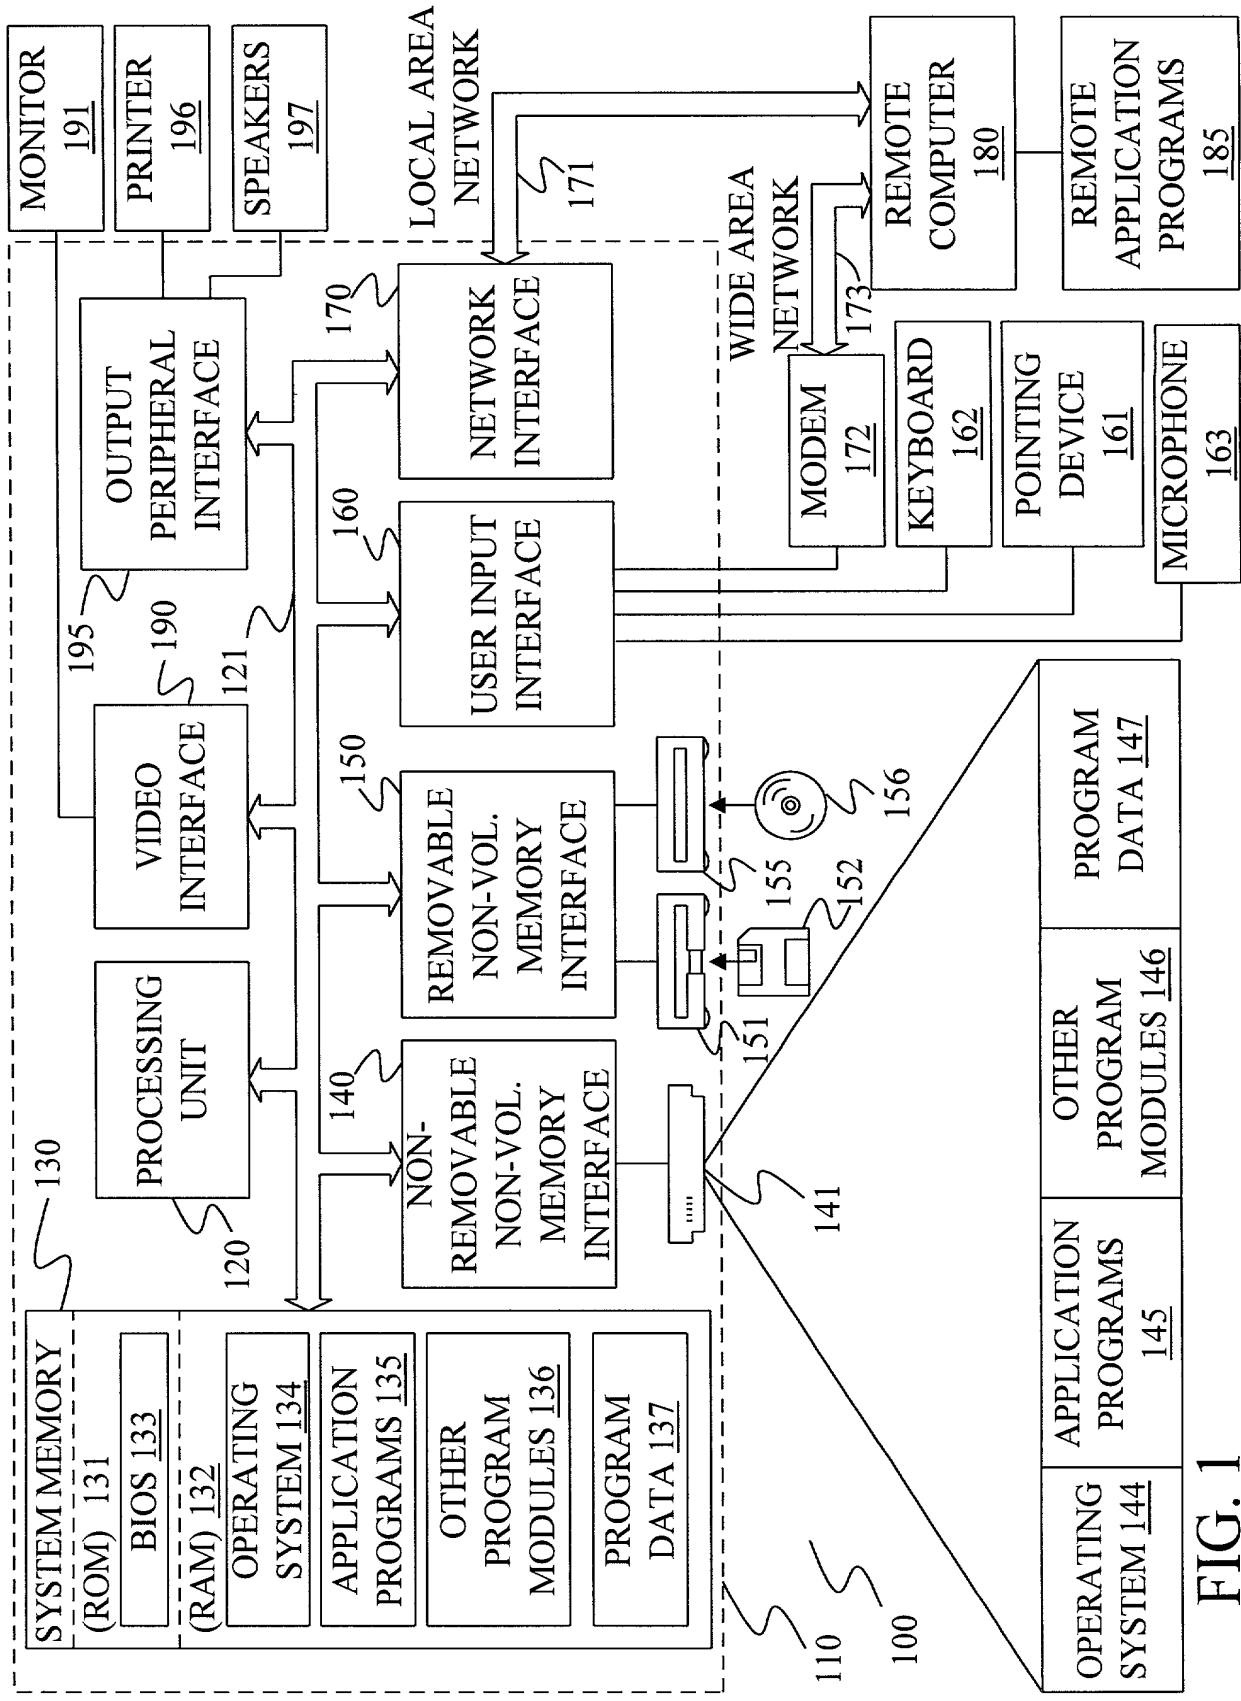 SYSTEM MEMORY
(ROM) 131
BIOS 133
(RAM) 132
OPERATING
SYSTEM 134
APPLICATION
PROGRAMS 135
OTHER
PROGRAM
MODULES 136
PROGRAM
DATA 137
130
120
PROCESSING
UNIT
VIDEO
INTERFACE
190
121
195
OUTPUT
PERIPHERAL
INTERFACE
MONITOR
191
PRINTER
196
SPEAKERS
197
140
NON-
REMOVABLE
NON-VOL.
MEMORY
INTERFACE
150
REMOVABLE
NON-VOL.
MEMORY
INTERFACE
160
USER INPUT
INTERFACE
170
NETWORK
INTERFACE
LOCAL AREA
NETWORK
171
141
151
152
155
156
WIDE AREA
NETWORK
173
MODEM
172
KEYBOARD
162
POINTING
DEVICE
161
MICROPHONE
163
REMOTE
COMPUTER
180
REMOTE
APPLICATION
PROGRAMS
185
110
100
OPERATING
SYSTEM 144
APPLICATION
PROGRAMS
145
OTHER
PROGRAM
MODULES 146
PROGRAM
DATA 147
FIG. 1